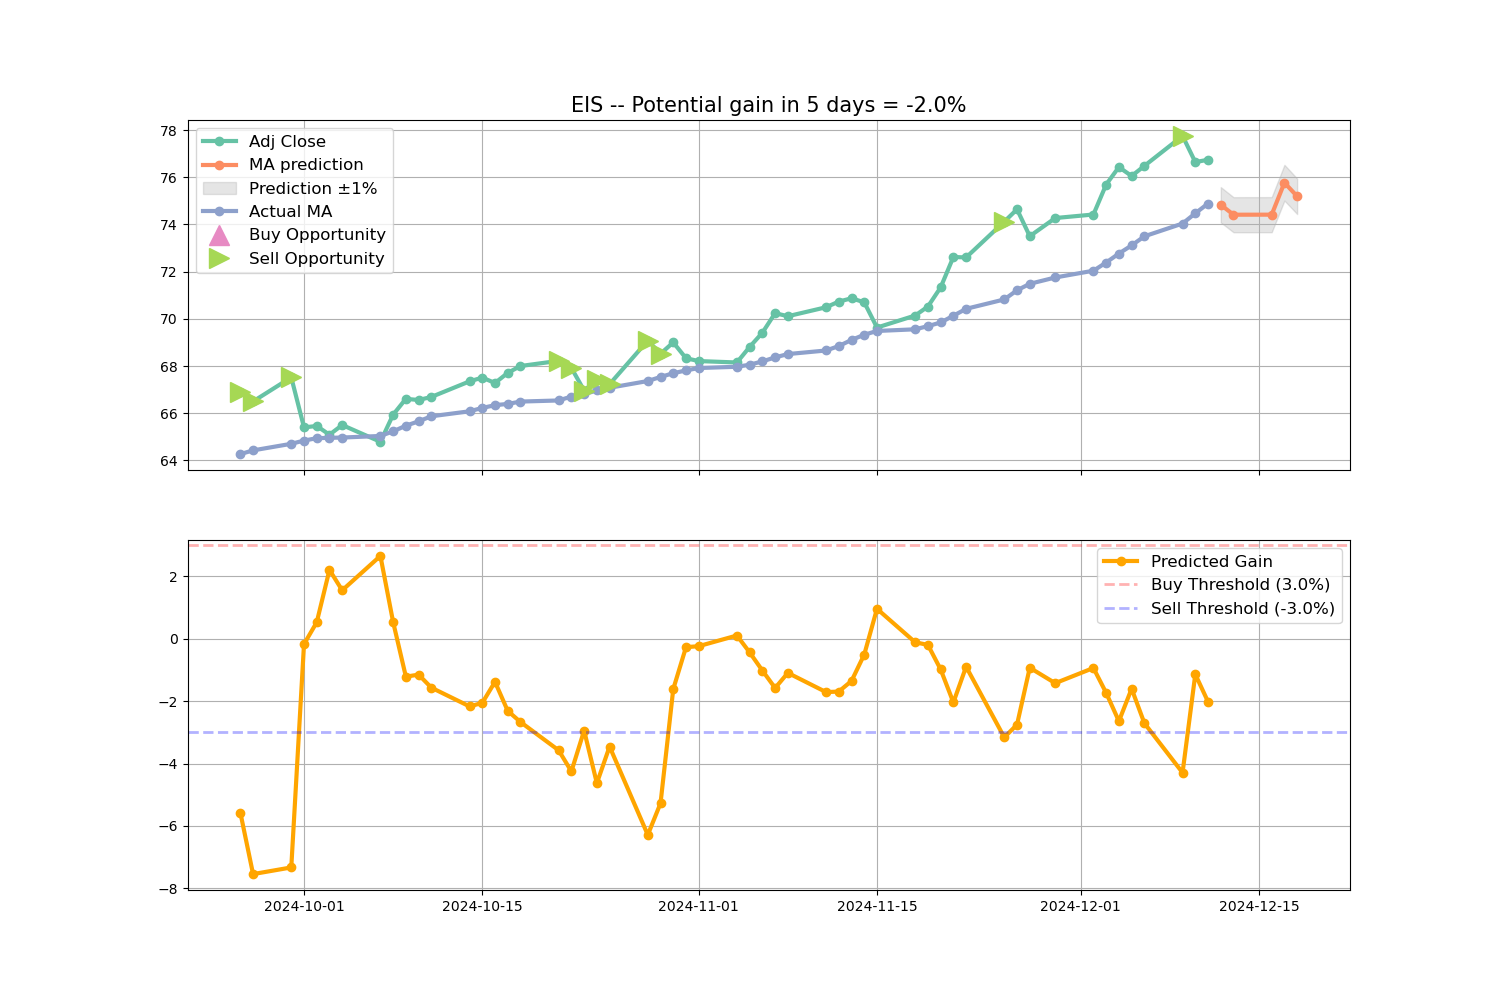 EIS -- Potential gain in 5 days = -2.0%
78
76
74
72
70
68
66
64
Adj Close
MA prediction
Prediction ±1%
Actual MA
Buy Opportunity
Sell Opportunity
2
0
−2
−4
−6
−8
Predicted Gain
Buy Threshold (3.0%)
Sell Threshold (-3.0%)
2024-10-01 2024-10-15 2024-11-01 2024-11-15 2024-12-01 2024-12-15